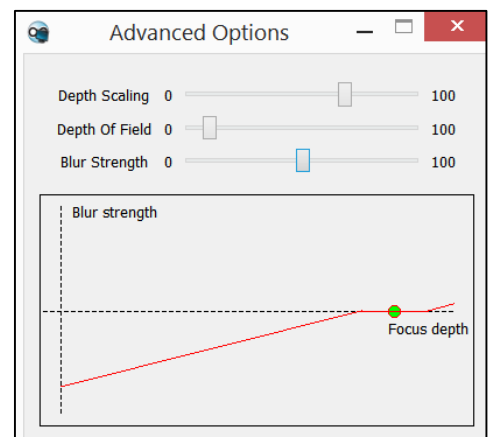 Advanced Options
Depth Scaling 0 100
Depth Of Field 0 100
Blur Strength 0 100
Blur strength
Focus depth